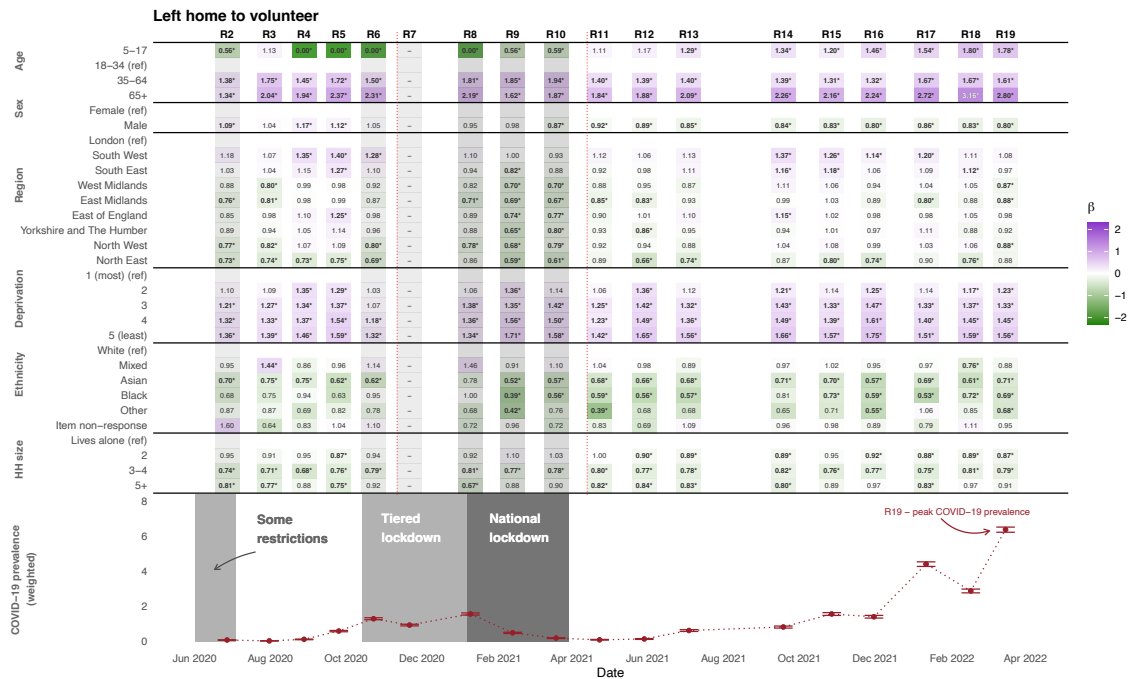 Left home to volunteer
R2 R3 R4 R5 R6 R7 R8 R9 R10 R11 R12 R13 R14 R15 R16 R17 R18 R19
Age
5−17 0.56* 1.13 0.00* 0.00* 0.00* − 0.00* 0.56* 0.59* 1.11 1.17 1.29* 1.34* 1.20* 1.46* 1.54* 1.80* 1.78*
18−34 (ref)
35−64 1.38* 1.75* 1.45* 1.72* 1.50* − 1.81* 1.85* 1.94* 1.40* 1.39* 1.40* 1.39* 1.31* 1.32* 1.67* 1.67* 1.61*
65+ 1.34* 2.04* 1.94* 2.37* 2.31* − 2.19* 1.62* 1.87* 1.84* 1.88* 2.09* 2.26* 2.16* 2.24* 2.72* 3.16* 2.80*
Sex
Female (ref)
Male 1.09* 1.04 1.17* 1.12* 1.05 − 0.95 0.98 0.87* 0.92* 0.89* 0.85* 0.84* 0.83* 0.80* 0.86* 0.83* 0.80*
Region
London (ref)
South West 1.18 1.07 1.35* 1.40* 1.28* − 1.10 1.00 0.93 1.12 1.06 1.13 1.37* 1.26* 1.14* 1.20* 1.11 1.08
South East 1.03 1.04 1.15 1.27* 1.10 − 0.94 0.82* 0.88 0.92 0.98 1.11 1.16* 1.18* 1.06 1.09 1.12* 0.97
West Midlands 0.88 0.80* 0.99 0.98 0.92 − 0.82 0.70* 0.70* 0.88 0.95 0.87 1.11 1.06 0.94 1.04 1.05 0.87*
East Midlands 0.76* 0.81* 0.98 0.99 0.87 − 0.71* 0.69* 0.67* 0.85* 0.83* 0.93 0.99 1.03 0.89 0.80* 0.88 0.88*
East of England 0.85 0.98 1.10 1.25* 0.98 − 0.89 0.74* 0.77* 0.90 1.01 1.10 1.15* 1.02 0.98 0.98 1.05 0.98
Yorkshire and The Humber 0.89 0.94 1.05 1.14 0.92 − 0.88 0.65* 0.80* 0.93 0.86* 0.95 0.92 0.97 0.93 1.11 0.88 0.92
North West 0.77* 0.82* 1.07 1.09 0.80* − 0.78* 0.68* 0.79* 0.92 0.94 0.88 1.04 1.08 0.99 1.03 1.06 0.88*
North East 0.73* 0.74* 0.73* 0.75* 0.69* − 0.86 0.59* 0.61* 0.89 0.66* 0.74* 0.87 0.80* 0.74* 0.90 0.76* 0.88
Deprivation
1 (most) (ref)
2 1.10 1.09 1.35* 1.29* 1.03 − 1.06 1.36* 1.14 1.06 1.36* 1.12 1.21* 1.14 1.25* 1.14 1.17* 1.23*
3 1.21* 1.27* 1.34* 1.37* 1.07 − 1.38* 1.35* 1.42* 1.25* 1.42* 1.32* 1.43* 1.33* 1.47* 1.33* 1.37* 1.33*
4 1.32* 1.33* 1.37* 1.54* 1.18* − 1.36* 1.56* 1.50* 1.23* 1.49* 1.36* 1.49* 1.39* 1.61* 1.40* 1.45* 1.45*
5 (least) 1.36* 1.39* 1.46* 1.59* 1.32* − 1.34* 1.71* 1.58* 1.42* 1.65* 1.56* 1.66* 1.57* 1.75* 1.51* 1.59* 1.56*
Ethnicity
White (ref)
Mixed 0.95 1.44* 0.86 0.96 1.14 − 1.46 0.91 1.10 1.04 0.98 0.89 0.97 1.02 0.95 0.97 0.76* 0.88
Asian 0.70* 0.75* 0.75* 0.62* 0.62* − 0.78 0.52* 0.57* 0.68* 0.66* 0.68* 0.71* 0.70* 0.57* 0.69* 0.61* 0.71*
Black 0.68 0.75 0.94 0.63 0.95 − 1.00 0.39* 0.56* 0.59* 0.56* 0.57* 0.81 0.73* 0.59* 0.53* 0.72* 0.69*
Other 0.87 0.87 0.69 0.82 0.78 − 0.68 0.42* 0.76 0.39* 0.68 0.68 0.65 0.71 0.55* 1.06 0.85 0.68*
Item non−response 1.60 0.64 0.83 1.04 1.10 − 0.72 0.96 0.72 0.83 0.69 1.09 0.96 0.98 0.89 0.79 1.11 0.95
HH size
Lives alone (ref)
2 0.95 0.91 0.95 0.87* 0.94 − 0.92 1.10 1.03 1.00 0.90* 0.89* 0.89* 0.95 0.92* 0.88* 0.89* 0.87*
3−4 0.74* 0.71* 0.68* 0.76* 0.79* − 0.81* 0.77* 0.78* 0.80* 0.77* 0.78* 0.82* 0.76* 0.77* 0.75* 0.81* 0.79*
5+ 0.81* 0.77* 0.88 0.75* 0.92 − 0.67* 0.88 0.90 0.82* 0.84* 0.83* 0.80* 0.89 0.97 0.83* 0.97 0.91
β
2
1
0
−1
−2
COVID−19 prevalence
(weighted)
8
6
4
2
0
Some
restrictions
Tiered
lockdown
National
lockdown
R19 − peak COVID−19 prevalence
Jun 2020 Aug 2020 Oct 2020 Dec 2020 Feb 2021 Apr 2021 Jun 2021 Aug 2021 Oct 2021 Dec 2021 Feb 2022 Apr 2022
Date